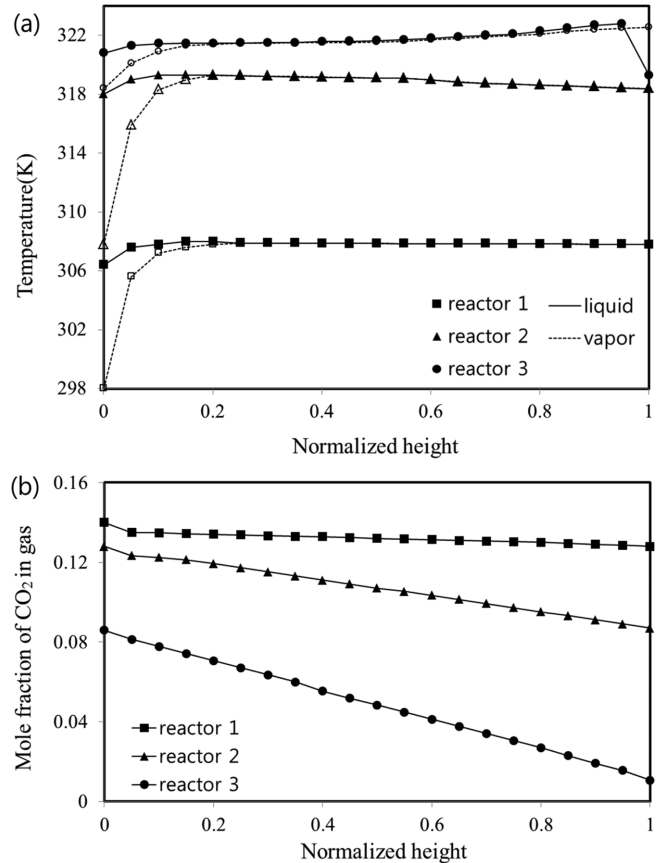 (a)
322
318
314
310
306
302
298
Temperature(K)
0
0.2
0.4
0.6
0.8
1
Normalized height
reactor 1
reactor 2
reactor 3
liquid
vapor
(b)
0.16
0.12
0.08
0.04
0
Mole fraction of CO₂ in gas
0
0.2
0.4
0.6
0.8
1
Normalized height
reactor 1
reactor 2
reactor 3